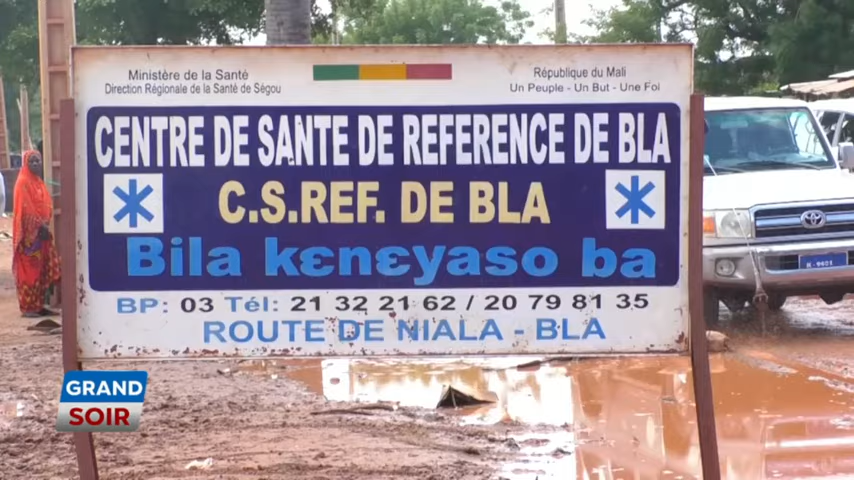 Ministère de la Santé
Direction Régionale de la Santé de Ségou
République du Mali
Un Peuple - Un But - Une Foi
CENTRE DE SANTE DE REFERENCE DE BLA
C.S.REF. DE BLA
Bila kɛnɛyaso ba
BP: 03 Tél: 21 32 21 62 / 20 79 81 35
ROUTE DE NIALA - BLA
TOYOTA
GRAND
SOIR